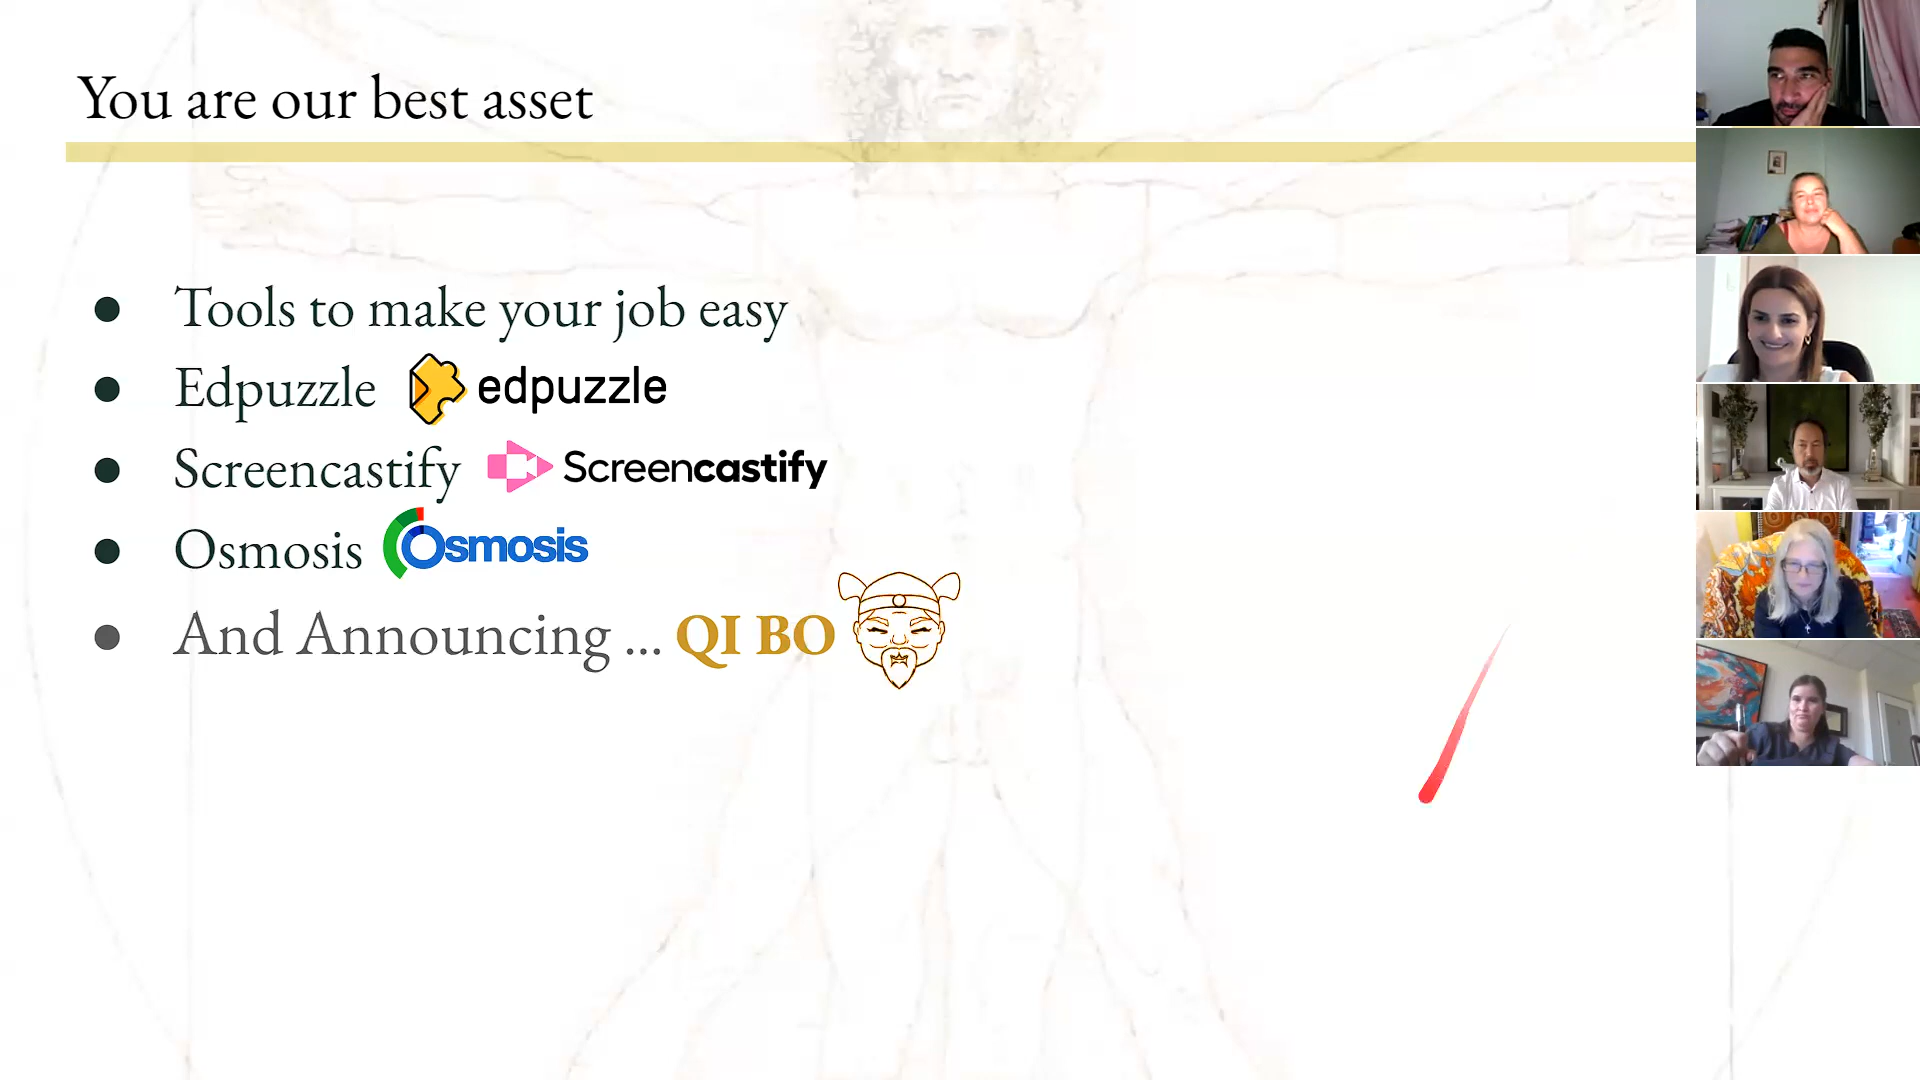 You are our best asset
● Tools to make your job easy
● Edpuzzle edpuzzle
● Screencastify Screencastify
● Osmosis Osmosis
● And Announcing ... QI BO